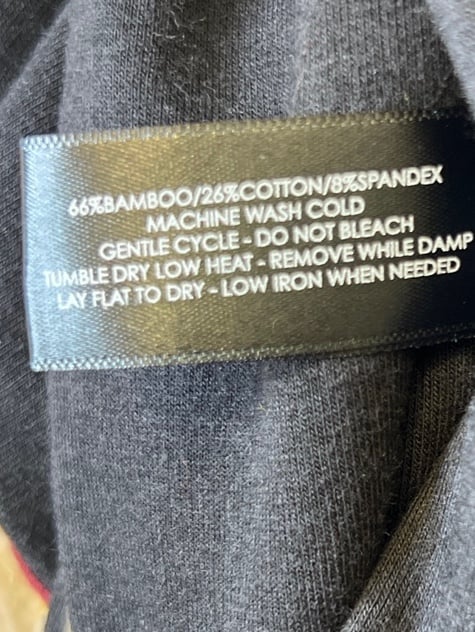 66%BAMBOO/26%COTTON/8%SPANDEX
MACHINE WASH COLD
GENTLE CYCLE - DO NOT BLEACH
TUMBLE DRY LOW HEAT - REMOVE WHILE DAMP
LAY FLAT TO DRY - LOW IRON WHEN NEEDED